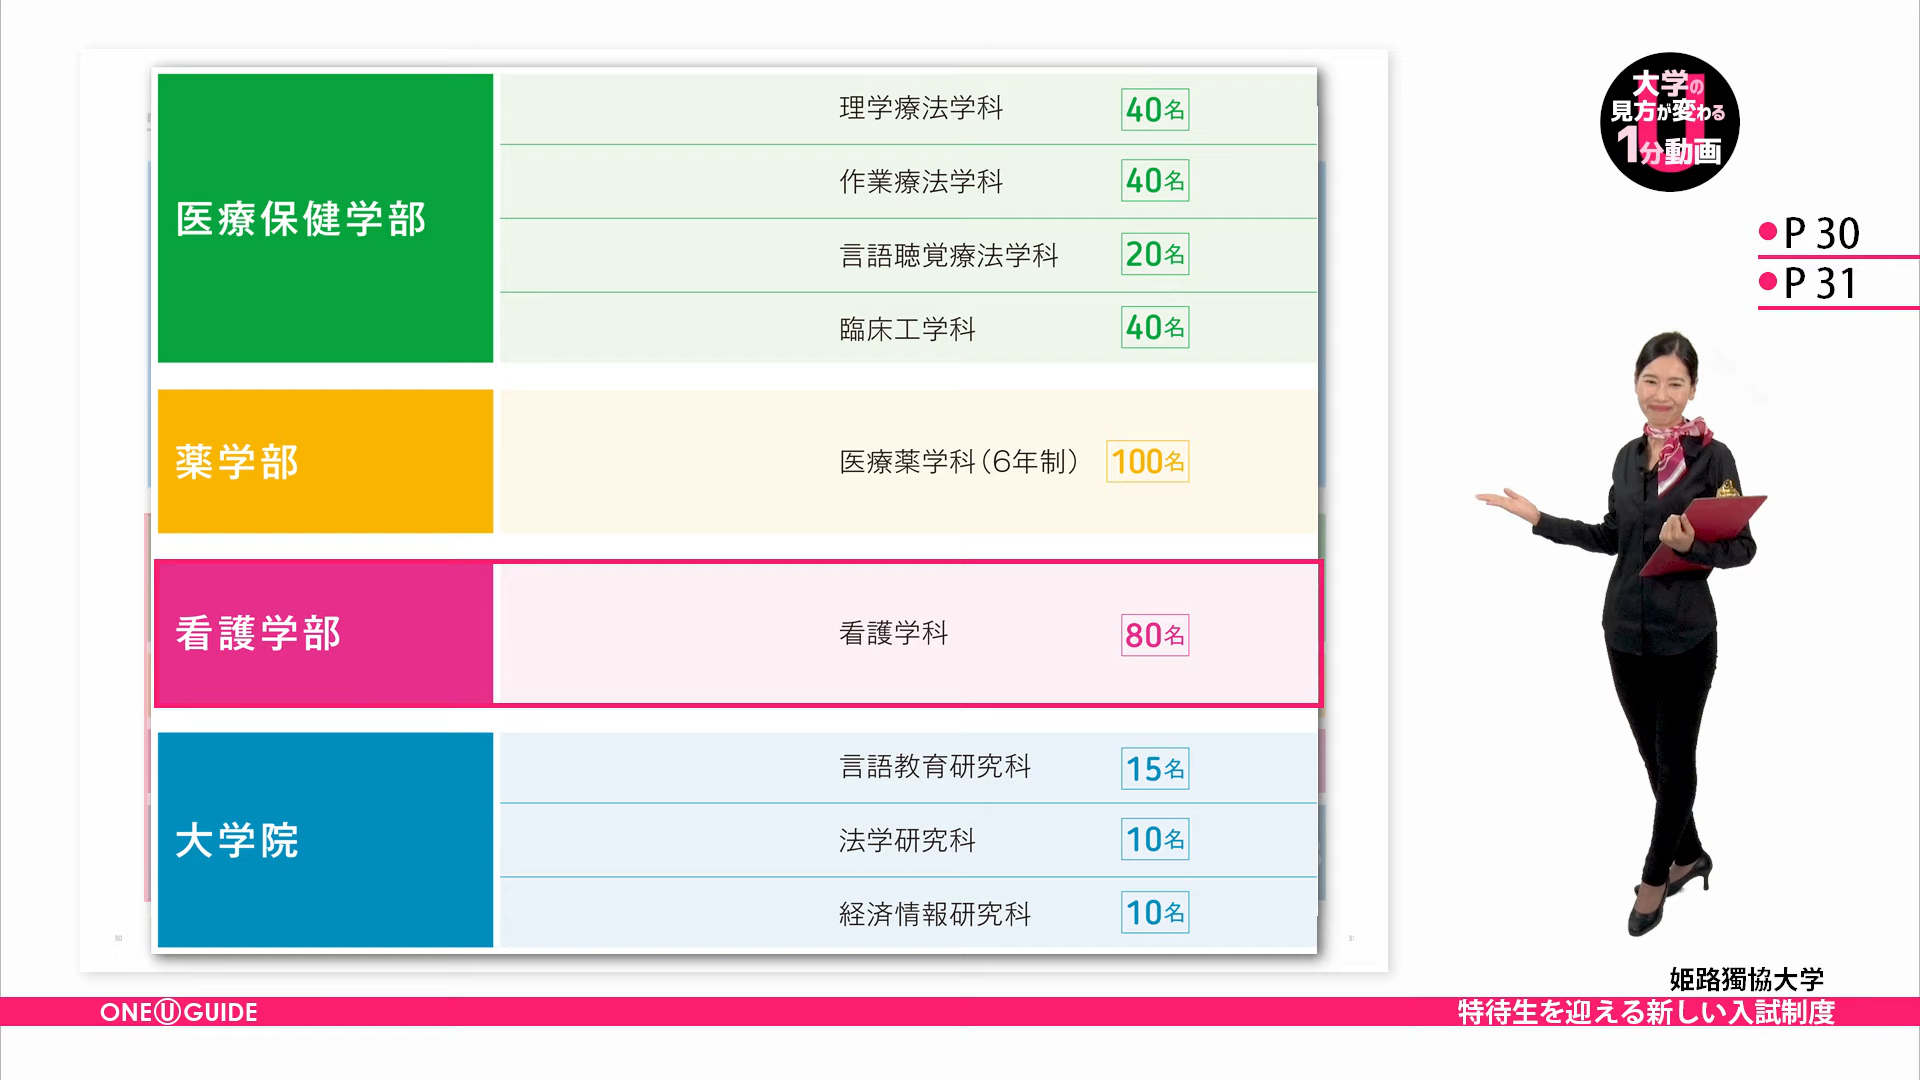 医療保健学部
理学療法学科 40名
作業療法学科 40名
言語聴覚療法学科 20名
臨床工学科 40名
薬学部
医療薬学科（6年制） 100名
看護学部
看護学科 80名
大学院
言語教育研究科 15名
法学研究科 10名
経済情報研究科 10名
大学の
見方が変わる
1分動画
P 30
P 31
30
姫路獨協大学
ONE U GUIDE
特待生を迎える新しい入試制度